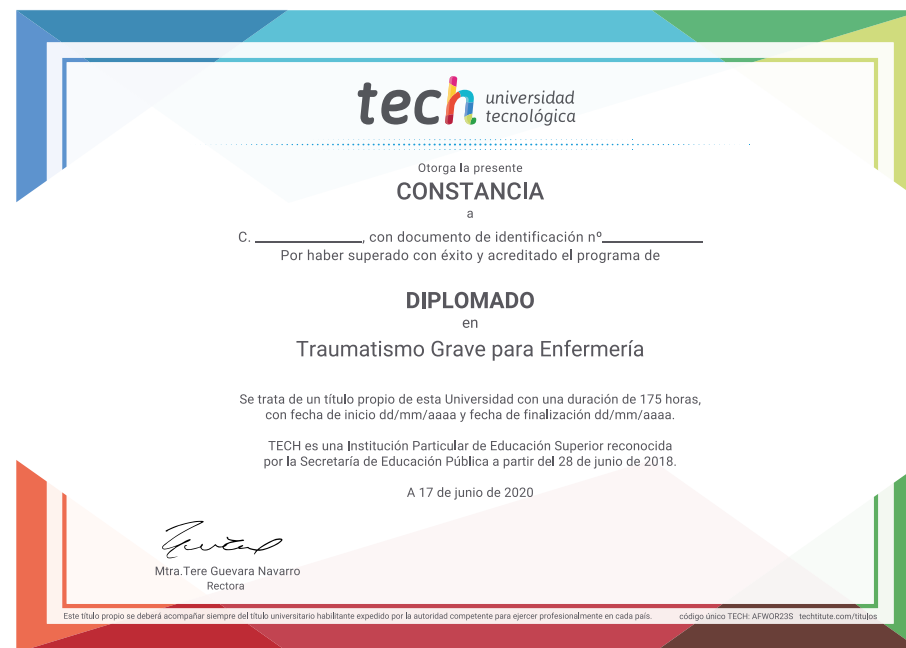 tech universidad
tecnológica
Otorga la presente
CONSTANCIA
a
C. ____________, con documento de identificación nº____________
Por haber superado con éxito y acreditado el programa de
DIPLOMADO
en
Traumatismo Grave para Enfermería
Se trata de un título propio de esta Universidad con una duración de 175 horas,
con fecha de inicio dd/mm/aaaa y fecha de finalización dd/mm/aaaa.
TECH es una Institución Particular de Educación Superior reconocida
por la Secretaría de Educación Pública a partir del 28 de junio de 2018.
A 17 de junio de 2020
Mtra.Tere Guevara Navarro
Rectora
Este título propio se deberá acompañar siempre del título universitario habilitante expedido por la autoridad competente para ejercer profesionalmente en cada país. código único TECH: AFWOR23S techtitute.com/titulos